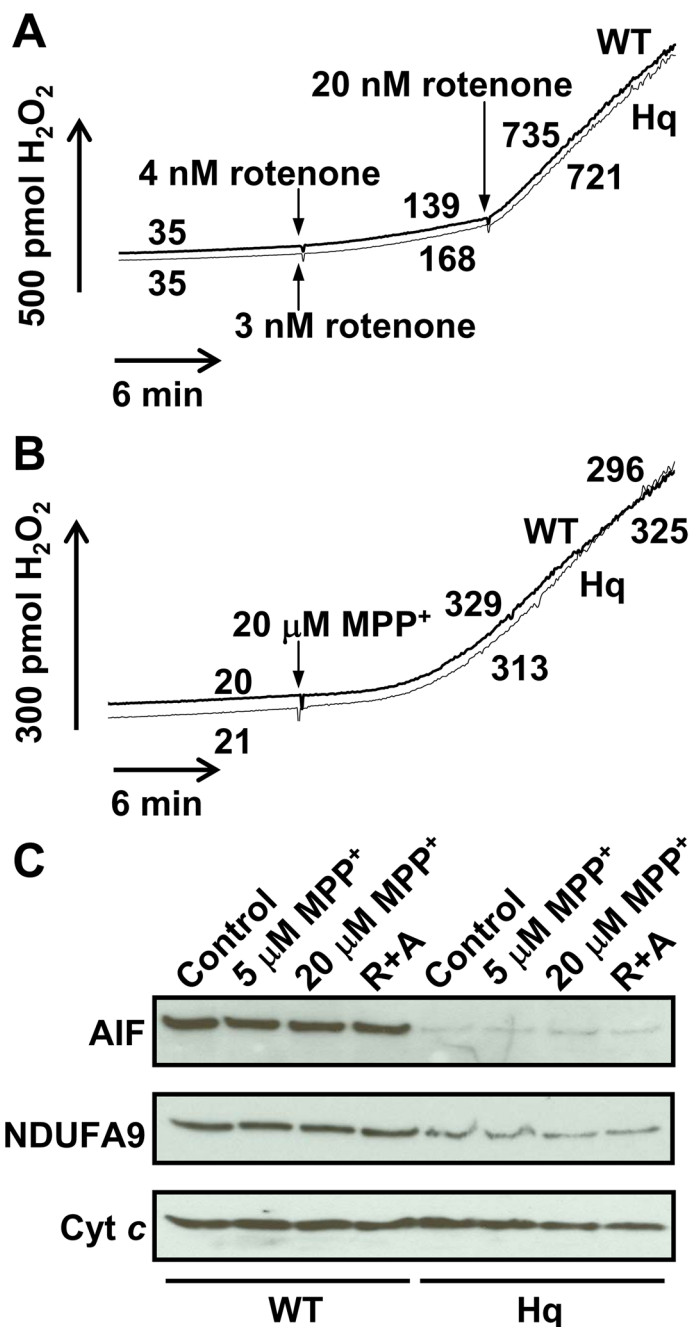 A
500 pmol H₂O₂
WT
20 nM rotenone
Hq
735
721
4 nM rotenone
139
35
168
35
3 nM rotenone
6 min
B
300 pmol H₂O₂
296
WT
325
Hq
329
20 μM MPP⁺
313
20
21
6 min
C
Control
5 μM MPP⁺
20 μM MPP⁺
R+A
Control
5 μM MPP⁺
20 μM MPP⁺
R+A
AIF
NDUFA9
Cyt c
WT
Hq